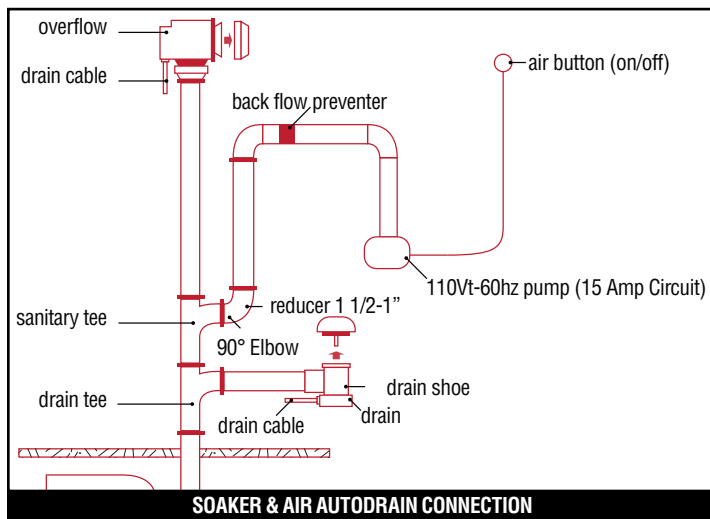 overflow
drain cable
back flow preventer
air button (on/off)
110Vt-60hz pump (15 Amp Circuit)
reducer 1 1/2-1”
sanitary tee
90° Elbow
drain shoe
drain tee
drain cable
drain
SOAKER & AIR AUTODRAIN CONNECTION